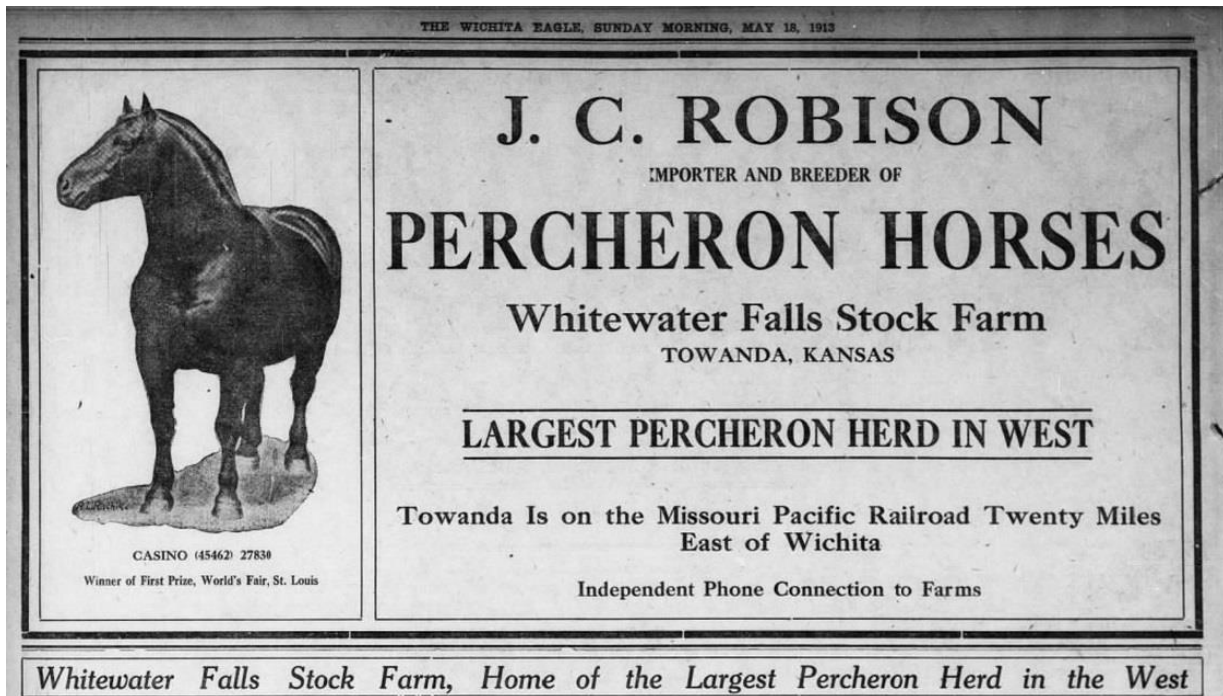 THE WICHITA EAGLE, SUNDAY MORNING, MAY 18, 1913
CASINO (45462) 27830
Winner of First Prize, World's Fair, St. Louis
J. C. ROBISON
IMPORTER AND BREEDER OF
PERCHERON HORSES
Whitewater Falls Stock Farm
TOWANDA, KANSAS
LARGEST PERCHERON HERD IN WEST
Towanda Is on the Missouri Pacific Railroad Twenty Miles
East of Wichita
Independent Phone Connection to Farms
Whitewater Falls Stock Farm, Home of the Largest Percheron Herd in the West